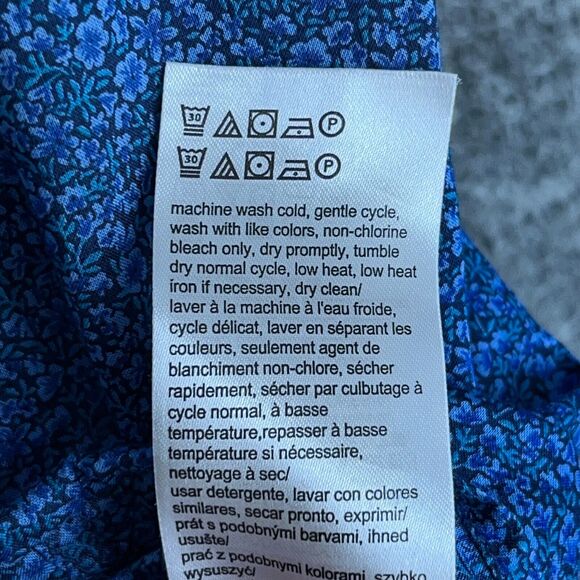 30 P
30 P
machine wash cold, gentle cycle,
wash with like colors, non-chlorine
bleach only, dry promptly, tumble
dry normal cycle, low heat, low heat
iron if necessary, dry clean/
laver à la machine à l'eau froide,
cycle délicat, laver en séparant les
couleurs, seulement agent de
blanchiment non-chlore, sécher
rapidement, sécher par culbutage à
cycle normal, à basse
température,repasser à basse
température si nécessaire,
nettoyage à sec/
usar detergente, lavar con colores
similares, secar pronto, exprimir/
prát s podobnými barvami, ihned
usušte/
prać z podobnymi kolorami, szybko
wysuszyć/